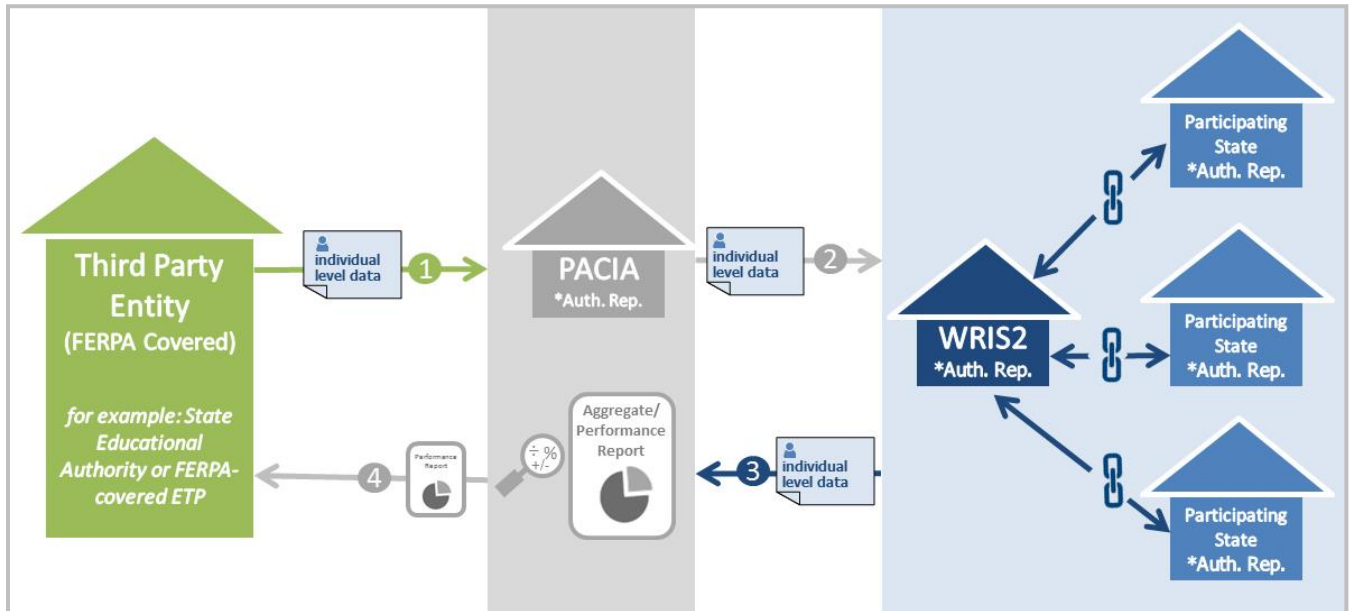 Third Party
Entity
(FERPA Covered)
for example: State
Educational
Authority or FERPA-
covered ETP
individual
level data
1
PACIA
*Auth. Rep.
individual
level data
2
WRIS2
*Auth. Rep.
Participating
State
*Auth. Rep.
Participating
State
*Auth. Rep.
Participating
State
*Auth. Rep.
3
individual
level data
Aggregate/
Performance
Report
÷ %
+/-
Performance
Report
4